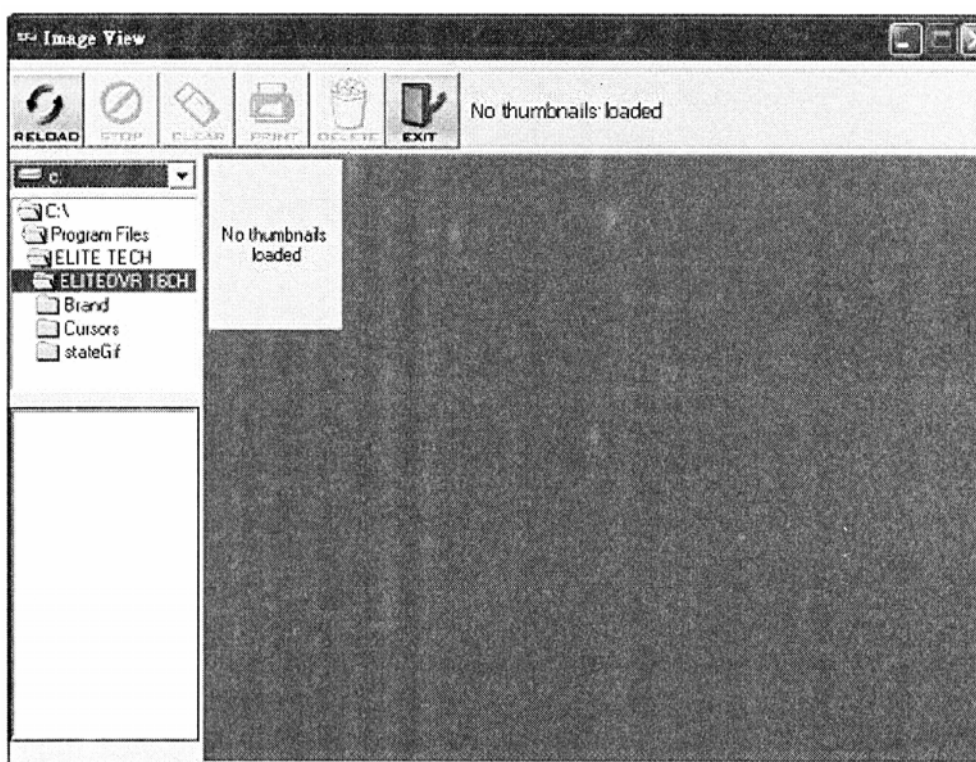 Image View
RELOAD
STOP
CLEAR
PRINT
DELETE
EXIT
No thumbnails loaded
c:
C:\
Program Files
ELITE TECH
ELITEDVR 16CH
Brand
Cursors
stateGif
No thumbnails
loaded